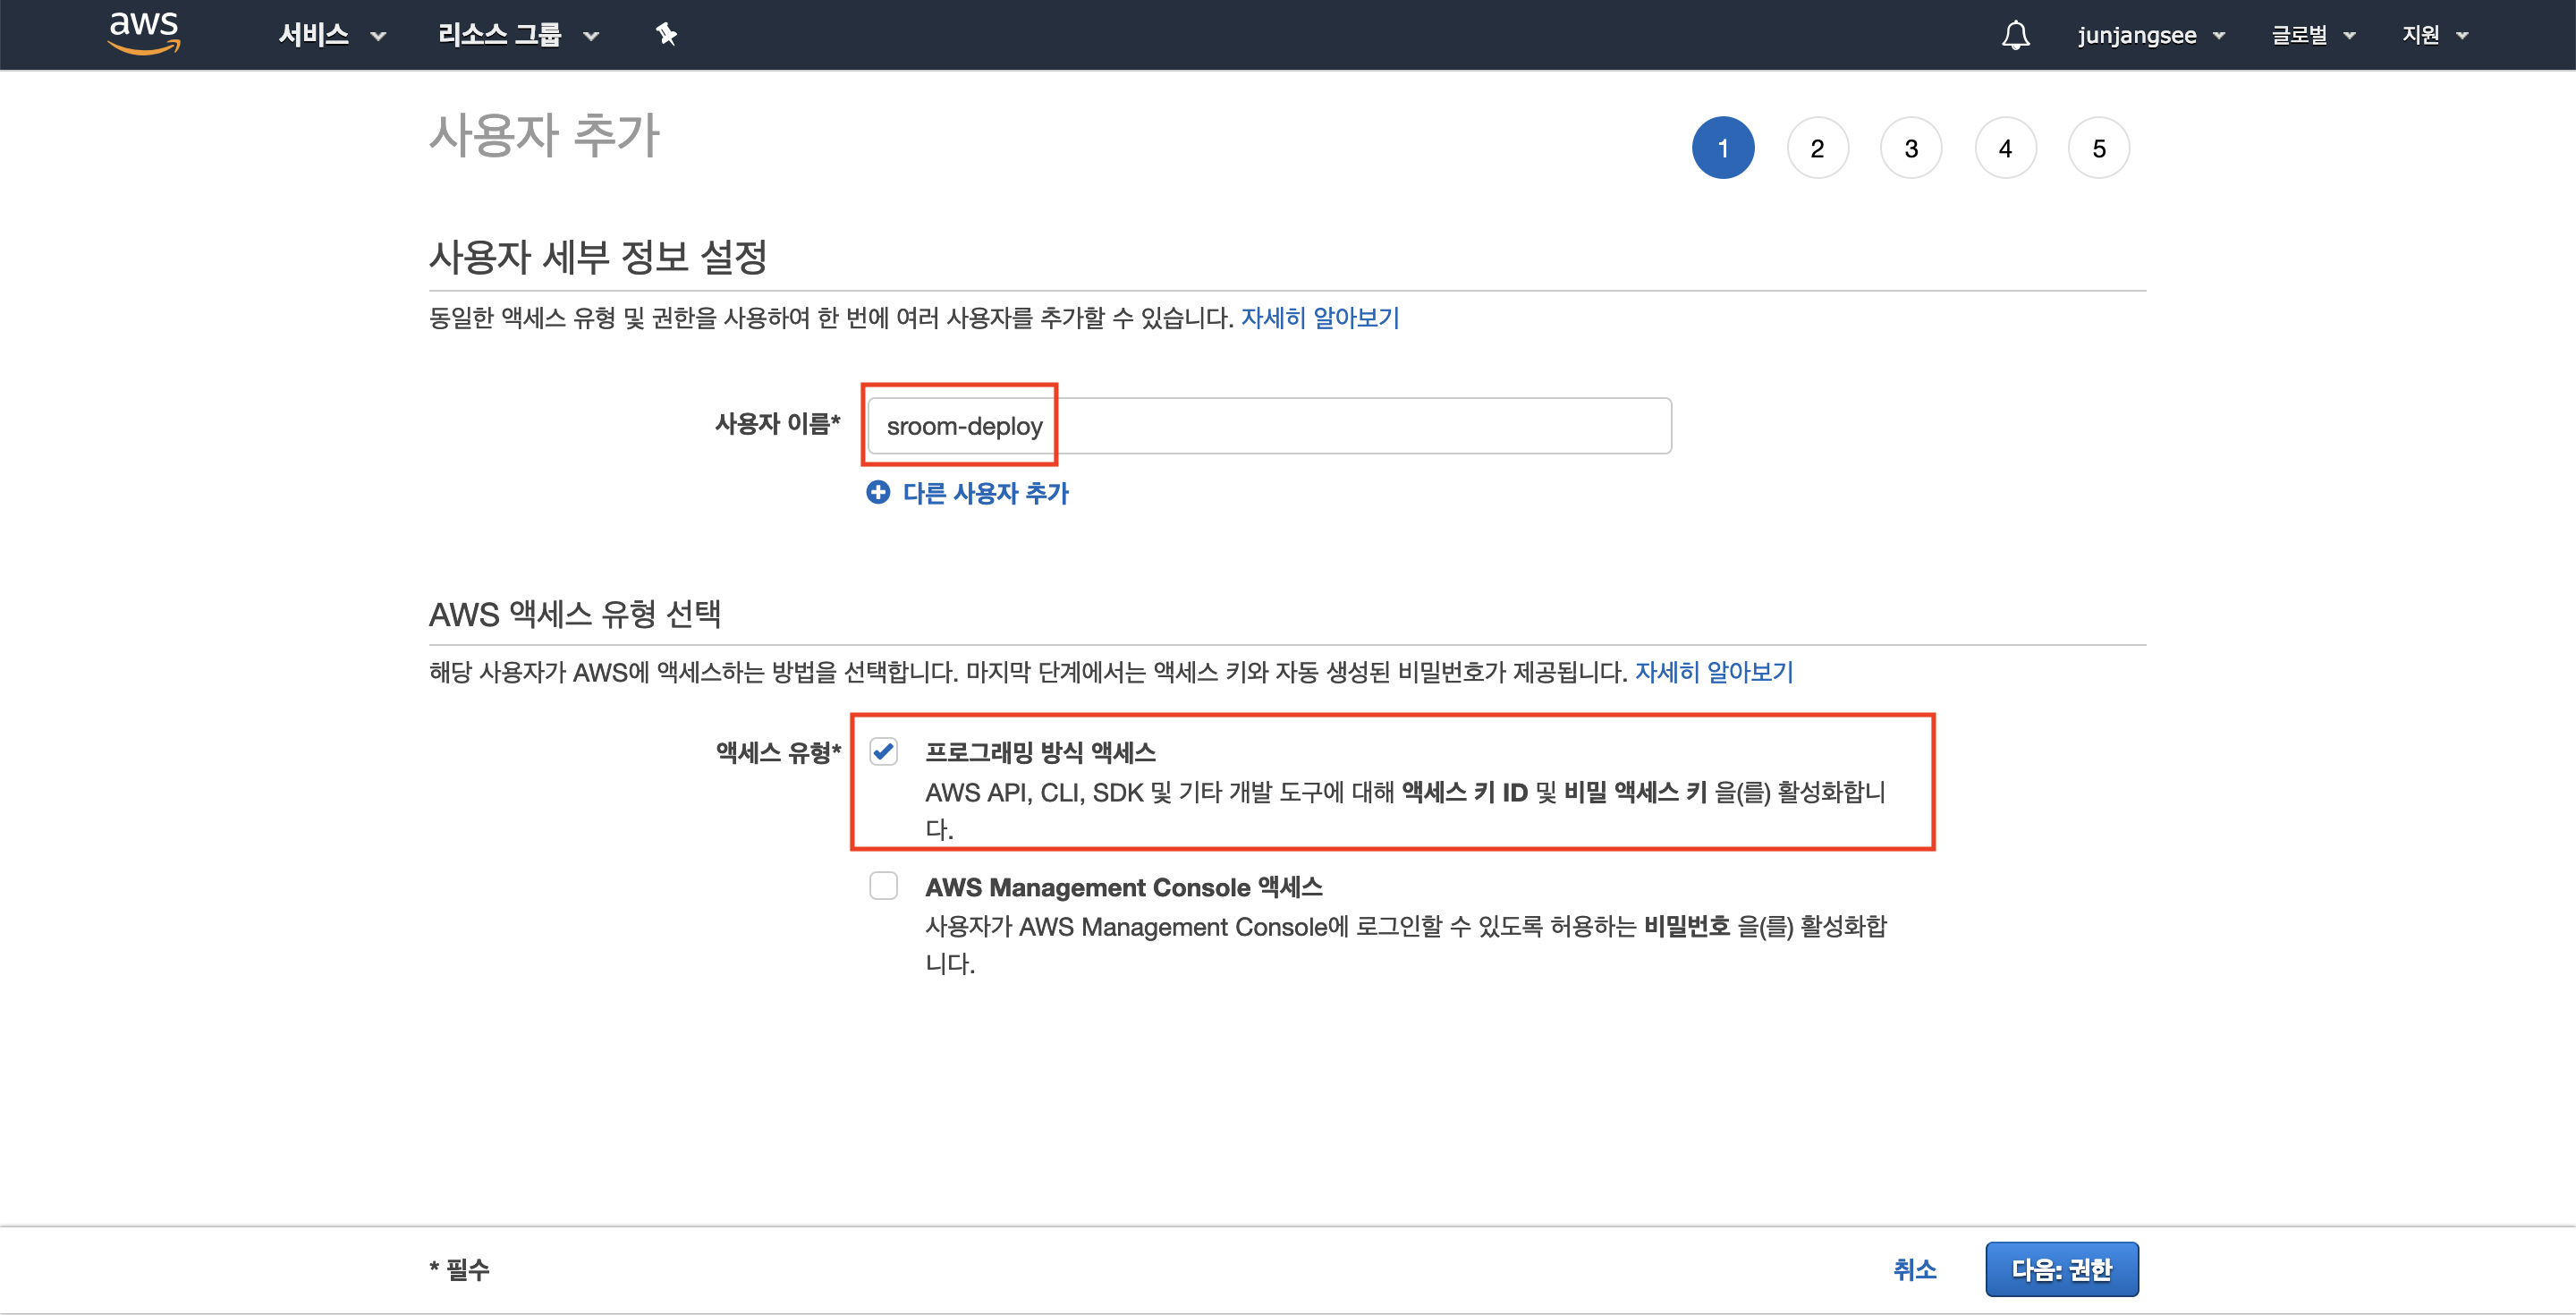 aws 서비스 리소스 그룹 junjangsee 글로벌 지원
사용자 추가
1 2 3 4 5
사용자 세부 정보 설정
동일한 액세스 유형 및 권한을 사용하여 한 번에 여러 사용자를 추가할 수 있습니다. 자세히 알아보기
사용자 이름* sroom-deploy
다른 사용자 추가
AWS 액세스 유형 선택
해당 사용자가 AWS에 액세스하는 방법을 선택합니다. 마지막 단계에서는 액세스 키와 자동 생성된 비밀번호가 제공됩니다. 자세히 알아보기
액세스 유형* 프로그래밍 방식 액세스
AWS API, CLI, SDK 및 기타 개발 도구에 대해 액세스 키 ID 및 비밀 액세스 키 을(를) 활성화합니
다.
AWS Management Console 액세스
사용자가 AWS Management Console에 로그인할 수 있도록 허용하는 비밀번호 을(를) 활성화합
니다.
* 필수 취소 다음: 권한